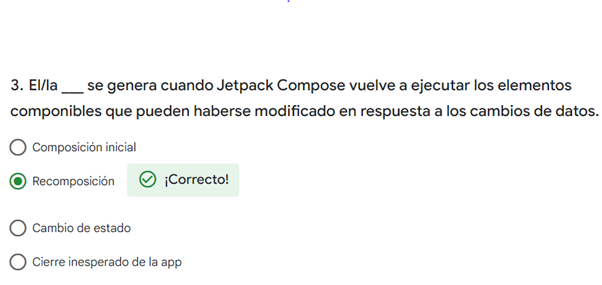 3. El/la ___ se genera cuando Jetpack Compose vuelve a ejecutar los elementos
componibles que pueden haberse modificado en respuesta a los cambios de datos.
Composición inicial
Recomposición ¡Correcto!
Cambio de estado
Cierre inesperado de la app